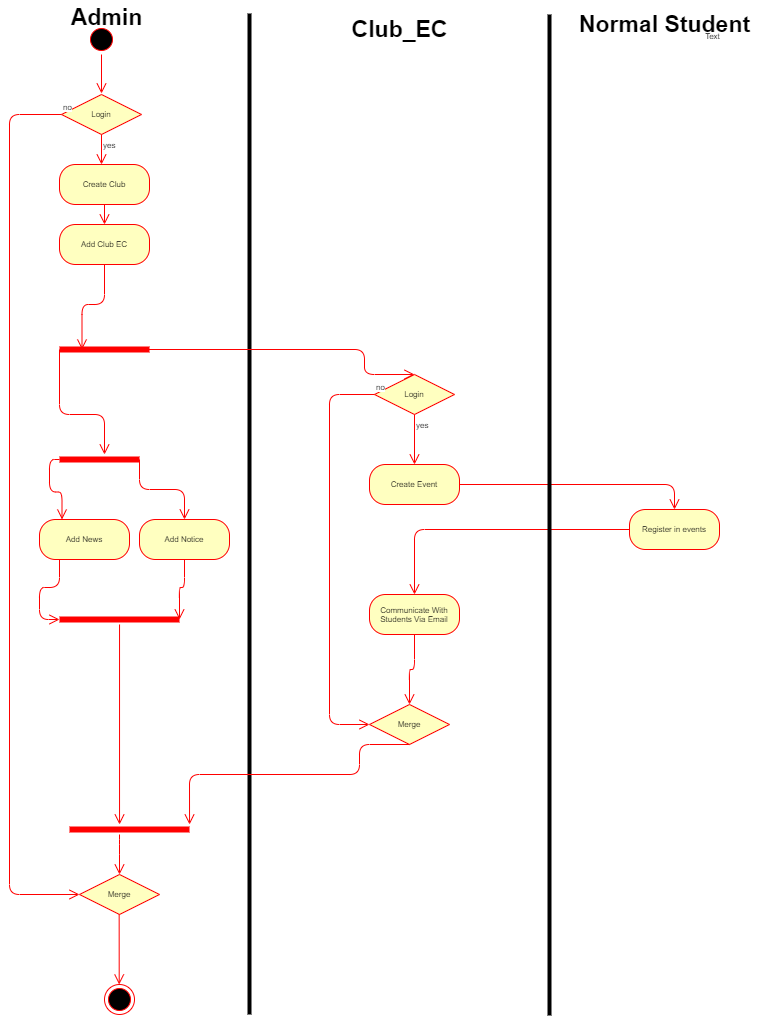 Admin
Club_EC
Normal Student
Text
no
Login
yes
Create Club
Add Club EC
no
Login
yes
Create Event
Add News
Add Notice
Register in events
Communicate With
Students Via Email
Merge
Merge